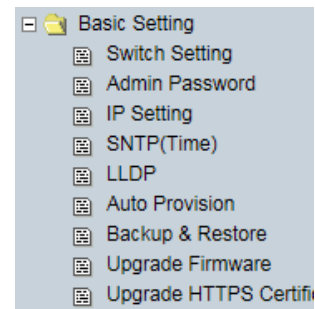 Basic Setting
Switch Setting
Admin Password
IP Setting
SNTP(Time)
LLDP
Auto Provision
Backup & Restore
Upgrade Firmware
Upgrade HTTPS